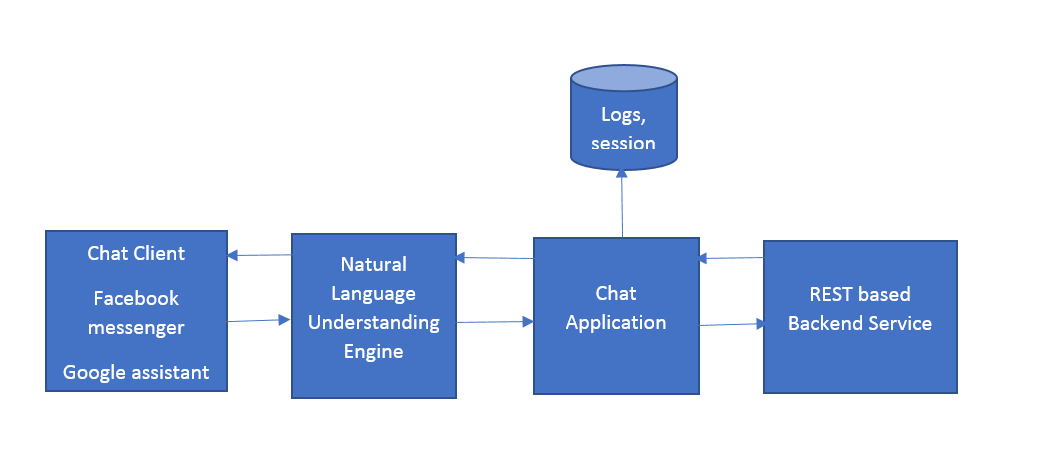 Logs,
session
Chat Client
Facebook
messenger
Google assistant
Natural
Language
Understanding
Engine
Chat
Application
REST based
Backend Service